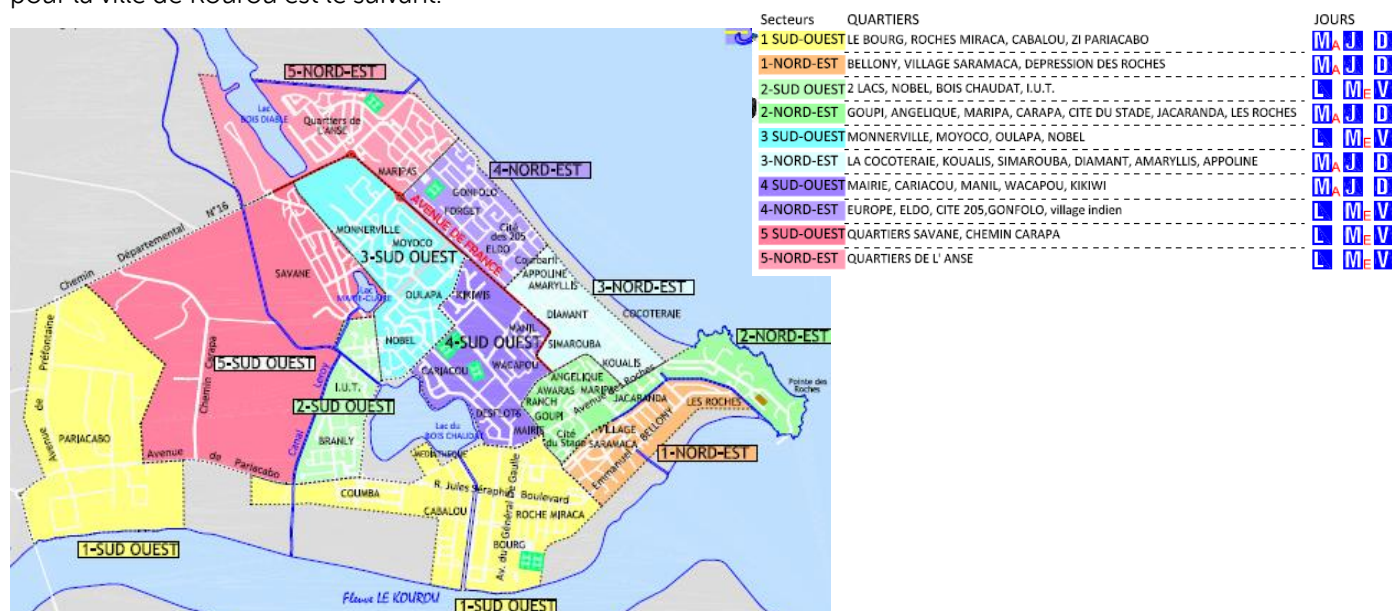 pour la ville de Kourou est le suivant:
Secteurs QUARTIERS JOURS
1 SUD-OUEST LE BOURG, ROCHES MIRACA, CABALOU, ZI PARIACABO MA J D
1-NORD-EST BELLONY, VILLAGE SARAMACA, DEPRESSION DES ROCHES MA J D
2-SUD OUEST 2 LACS, NOBEL, BOIS CHAUDAT, I.U.T. L ME V
2-NORD-EST GOUPI, ANGELIQUE, MARIPA, CARAPA, CITE DU STADE, JACARANDA, LES ROCHES MA J D
3 SUD-OUEST MONNERVILLE, MOYOCO, OULAPA, NOBEL L ME V
3-NORD-EST LA COCOTERAIE, KOUALIS, SIMAROUBA, DIAMANT, AMARYLLIS, APPOLINE MA J D
4 SUD-OUEST MAIRIE, CARIACOU, MANIL, WACAPOU, KIKIWI MA J D
4-NORD-EST EUROPE, ELDO, CITE 205,GONFOLO, village indien L ME V
5 SUD-OUEST QUARTIERS SAVANE, CHEMIN CARAPA L ME V
5-NORD-EST QUARTIERS DE L' ANSE L ME V
5-NORD-EST
Lac
BOIS DIABLE
Quartiers de
L'ANSE
MARIPAS
4-NORD-EST
GONFOLO
FORGET
Cité
des 205
ELDO
AVENUE DE FRANCE
Chemin Départemental N°16
MONNERVILLE
MOYOCO
3-SUD OUEST
Courbaril
APPOLINE
AMARYLLIS
3-NORD-EST
SAVANE
Lac
MARIE-CLAIRE
OULAPA
KIKIWIS
DIAMANT
COCOTERAIE
MANIL
NOBEL
4-SUD OUEST
SIMAROUBA
2-NORD-EST
Avenue de Préfontaine
Chemin Carapa
5-SUD OUEST
CARIACOU
WACAPOU
KOUALIS
Pointe des
Roches
Canal Leroy
I.U.T.
ANGELIQUE
AWARAS MARIPA
Avenue des Roches
2-SUD OUEST
RANCH
JACARANDA
LES ROCHES
DESFLOTS
GOUPI
Lac du
BOIS CHAUDAT
MAIRIE
Cité
du Stade
VILLAGE
SARAMACA
BELLONY
PARIACABO
BRANLY
MEDIATHEQUE
Emmanuel
1-NORD-EST
Avenue de Pariacabo
COUMBA
R. Jules Séraphin
Boulevard
CABALOU
Av. du Général De Gaulle
ROCHE MIRACA
BOURG
1-SUD OUEST
Fleuve LE KOUROU
1-SUD OUEST